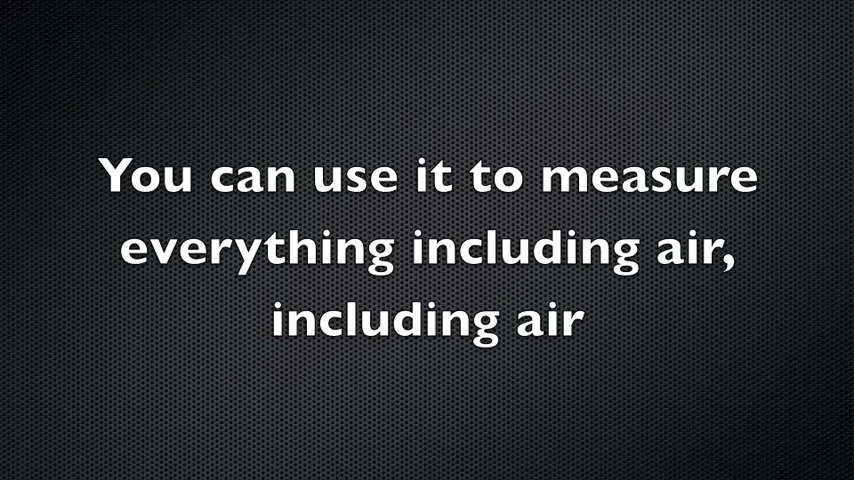 You can use it to measure
everything including air,
including air